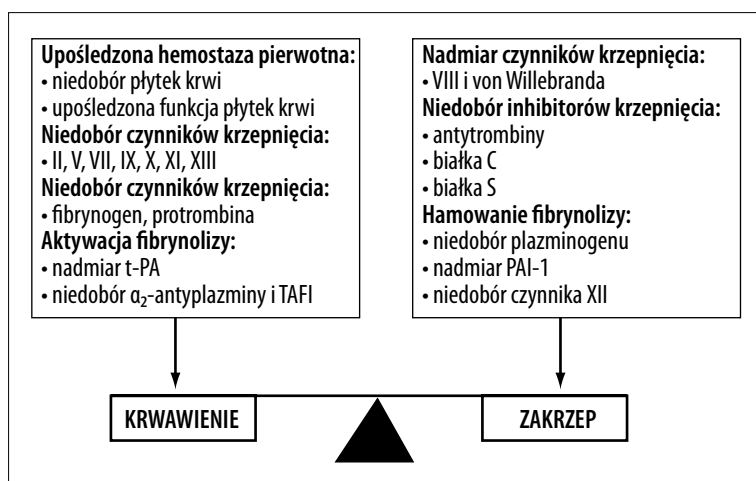 Upośledzona hemostaza pierwotna:
• niedobór płytek krwi
• upośledzona funkcja płytek krwi
Niedobór czynników krzepnięcia:
• II, V, VII, IX, X, XI, XIII
Niedobór czynników krzepnięcia:
• fibrynogen, protrombina
Aktywacja fibrynolizy:
• nadmiar t-PA
• niedobór α₂-antyplazminy i TAFI
Nadmiar czynników krzepnięcia:
• VIII i von Willebranda
Niedobór inhibitorów krzepnięcia:
• antytrombiny
• białka C
• białka S
Hamowanie fibrynolizy:
• niedobór plazminogenu
• nadmiar PAI-1
• niedobór czynnika XII
KRWAWIENIE
ZAKRZEP